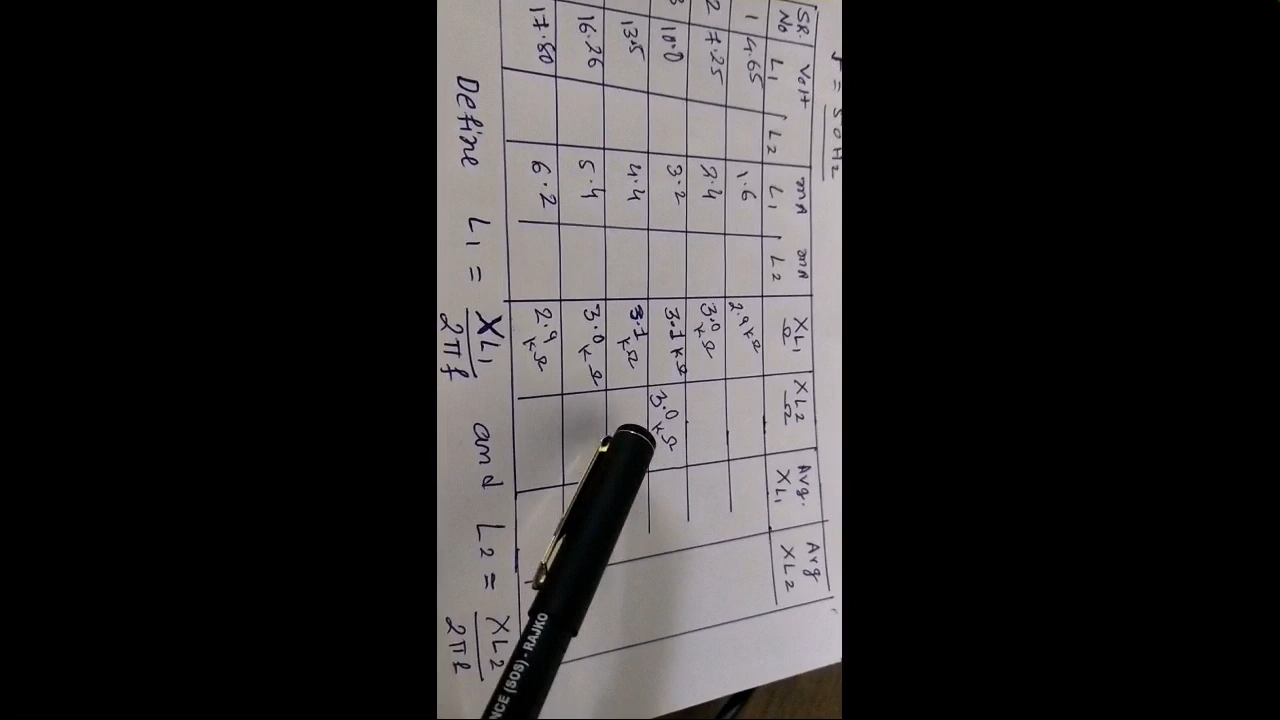 f = 50Hz
SR. No Volt mA mA XL1 Ω XL2 Ω Avg. XL1 Avg XL2
L1 L2 L1 L2
1 4.65 1.6 2.9 kΩ
2 7.25 2.4 3.0 kΩ
3 10.0 3.2 3.1 kΩ 3.0 kΩ
13.5 4.4 3.1 kΩ
16.26 5.4 3.0 kΩ
17.80 6.2 2.9 kΩ
Define L1 = XL1 / 2πf and L2 = XL2 / 2πf
NCE (SOS) - RAJKO